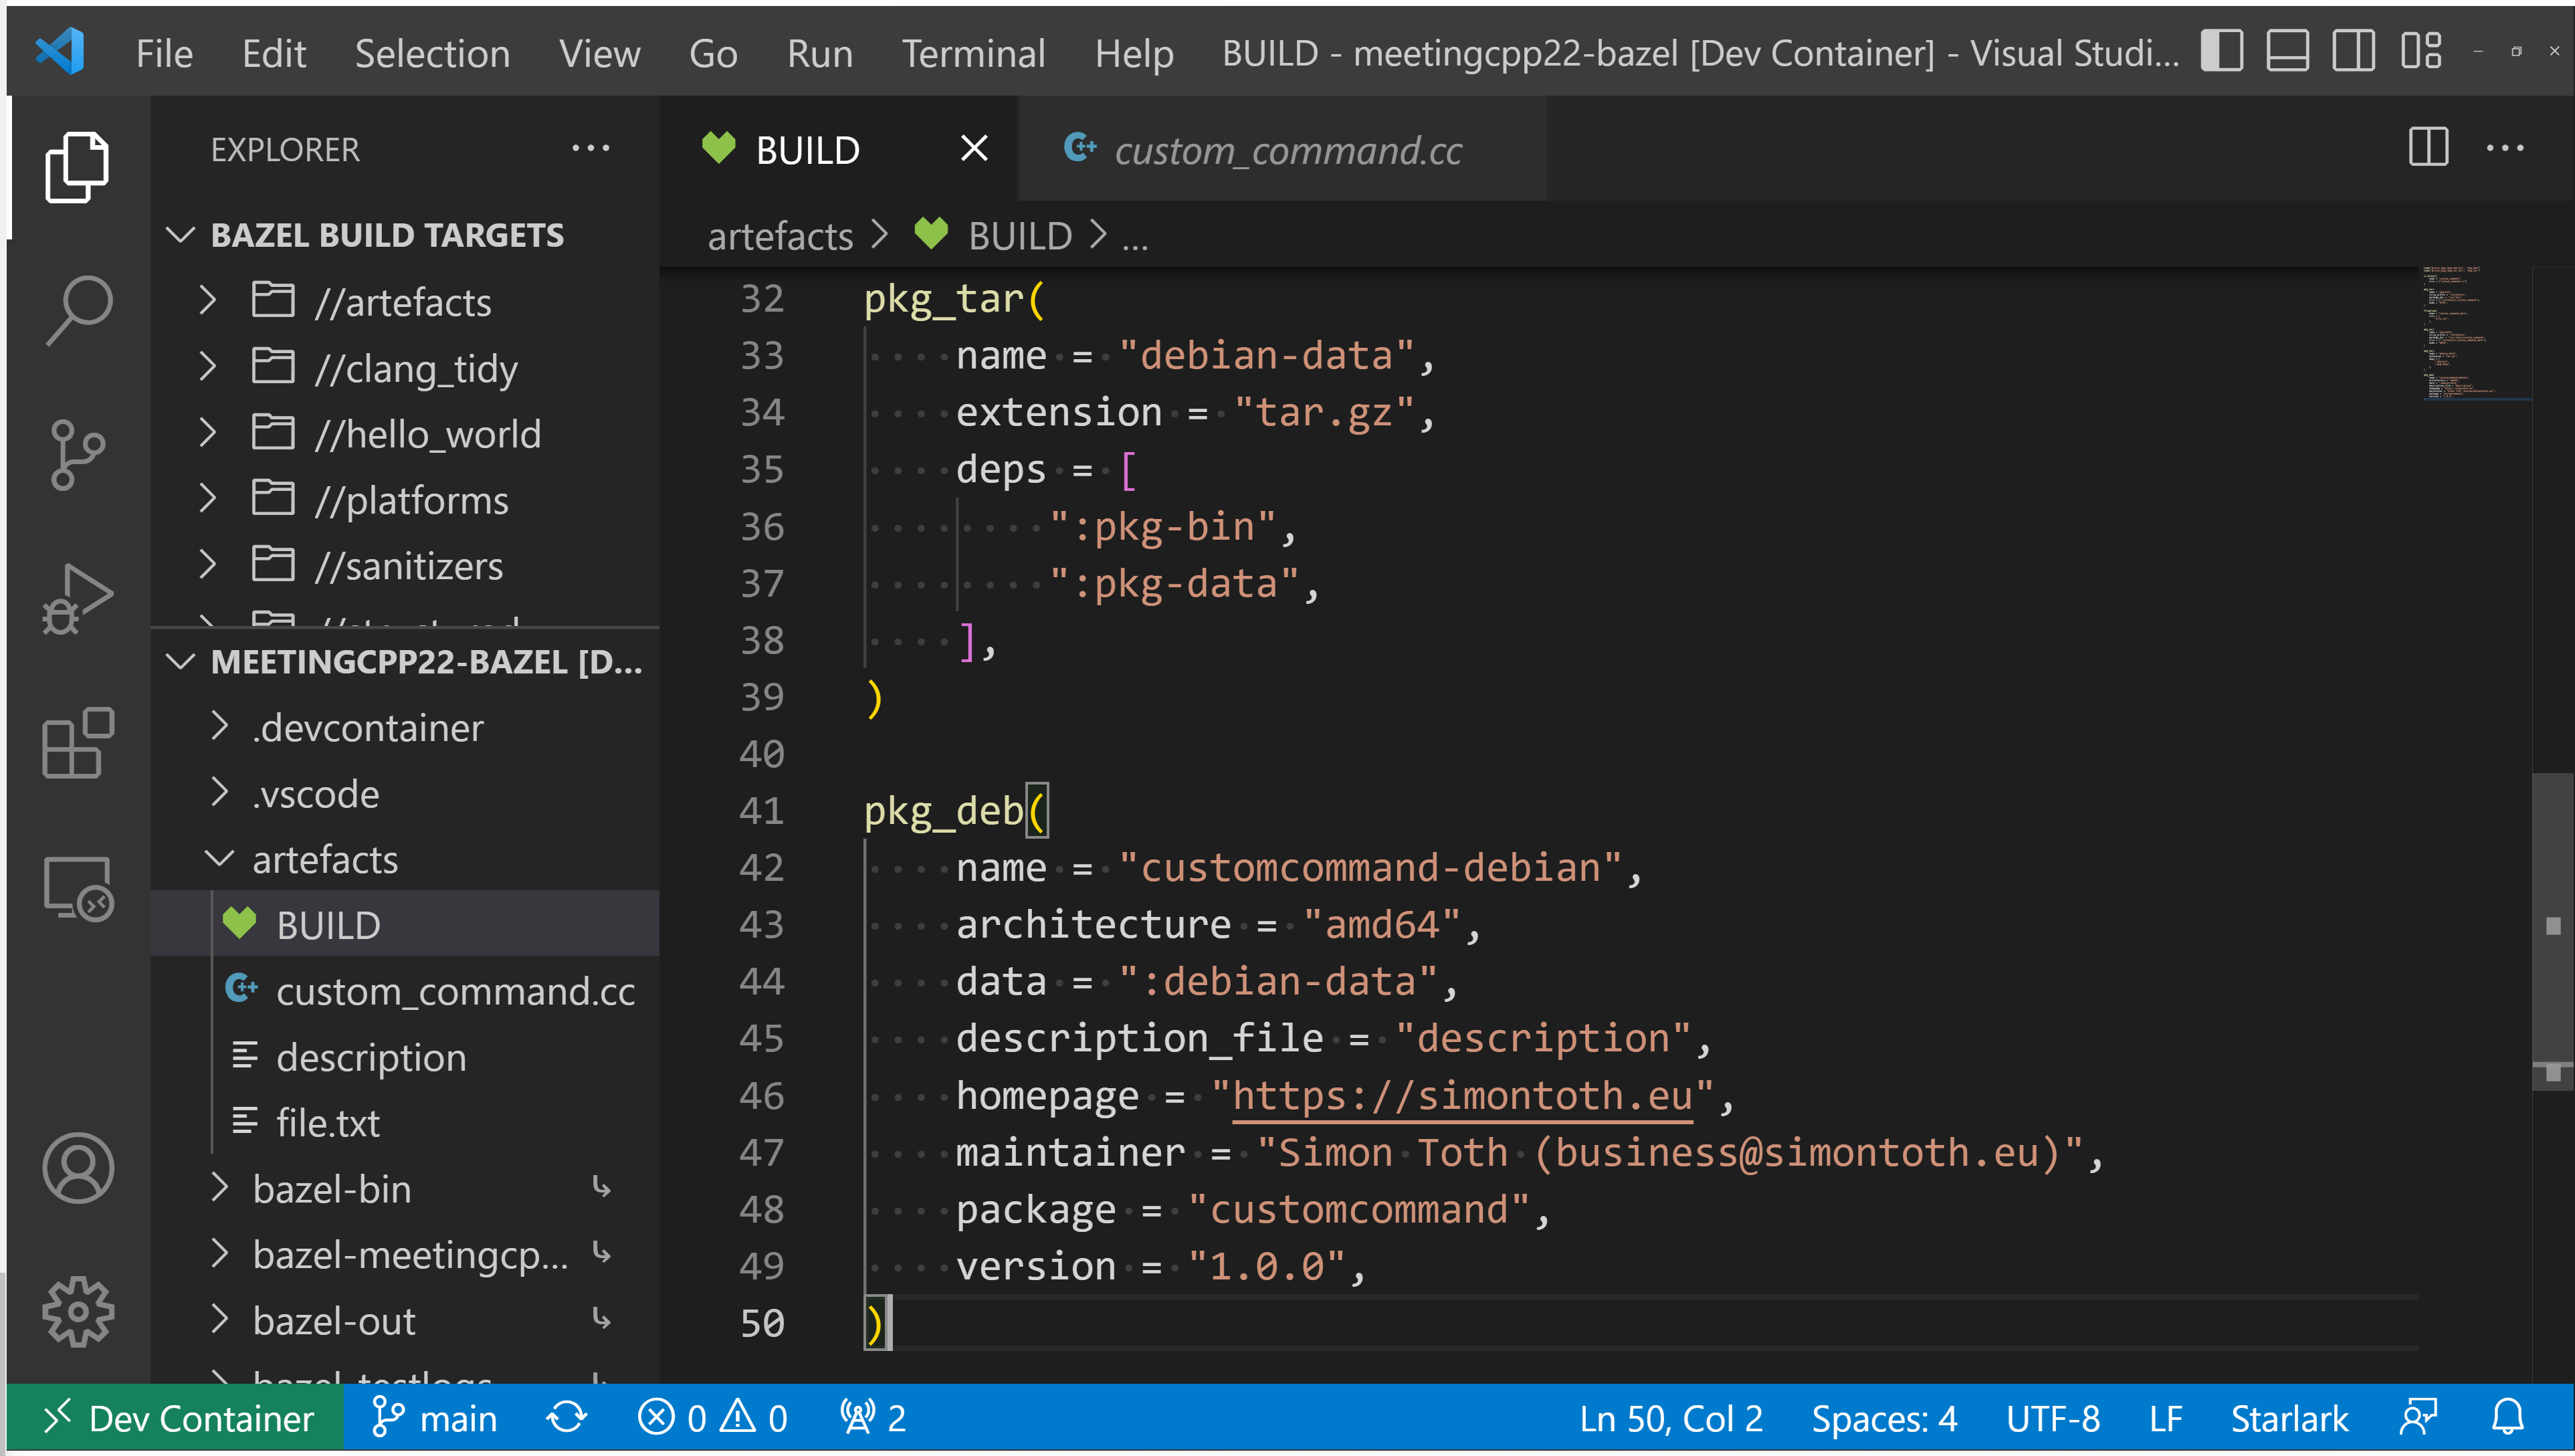 File Edit Selection View Go Run Terminal Help BUILD - meetingcpp22-bazel [Dev Container] - Visual Studi...
EXPLORER
BAZEL BUILD TARGETS
//artefacts
//clang_tidy
//hello_world
//platforms
//sanitizers
MEETINGCPP22-BAZEL [D...
.devcontainer
.vscode
artefacts
BUILD
custom_command.cc
description
file.txt
bazel-bin
bazel-meetingcp...
bazel-out
bazel-testlogs
BUILD custom_command.cc
artefacts > BUILD > ...
32 pkg_tar(
33 name = "debian-data",
34 extension = "tar.gz",
35 deps = [
36 ":pkg-bin",
37 ":pkg-data",
38 ],
39 )
40
41 pkg_deb(
42 name = "customcommand-debian",
43 architecture = "amd64",
44 data = ":debian-data",
45 description_file = "description",
46 homepage = "https://simontoth.eu",
47 maintainer = "Simon Toth (business@simontoth.eu)",
48 package = "customcommand",
49 version = "1.0.0",
50 )
Dev Container main 0 0 2 Ln 50, Col 2 Spaces: 4 UTF-8 LF Starlark